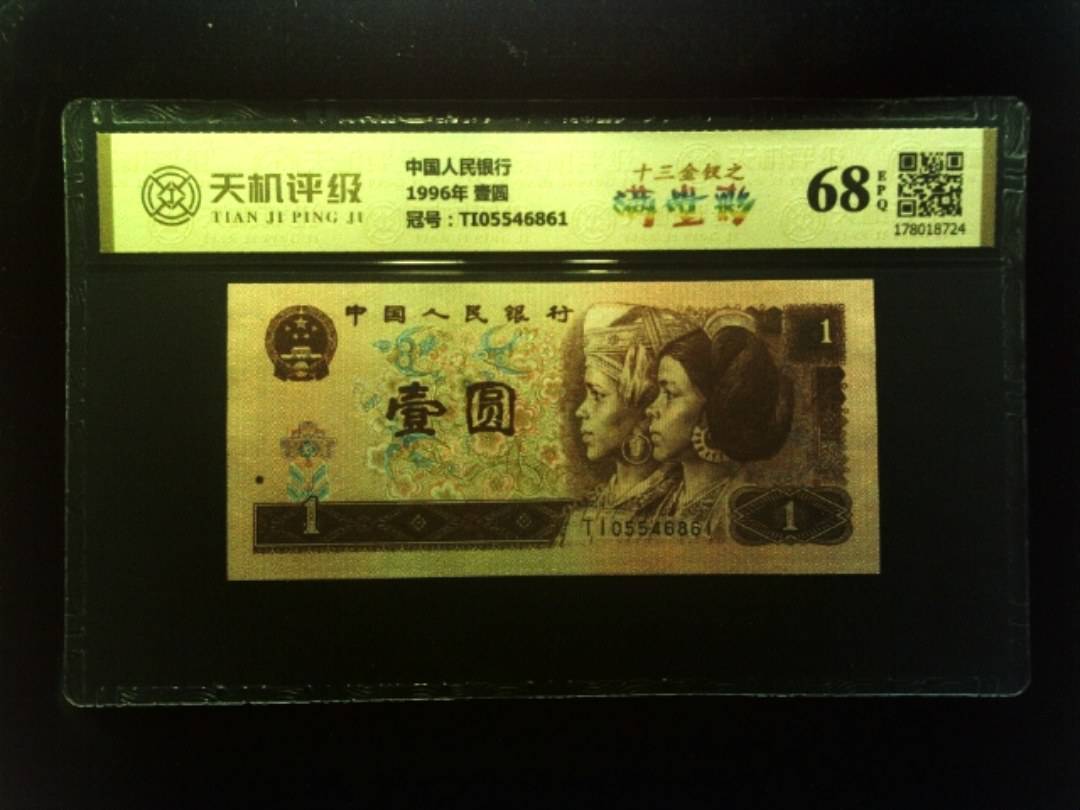 天机评级
TIAN JI PING JI
中国人民银行
1996年 壹圆
冠号：TI05546861
十三金钗之
满堂彩
68
EPQ
178018724
中国人民银行
壹圆
1
1
TI05546861
1